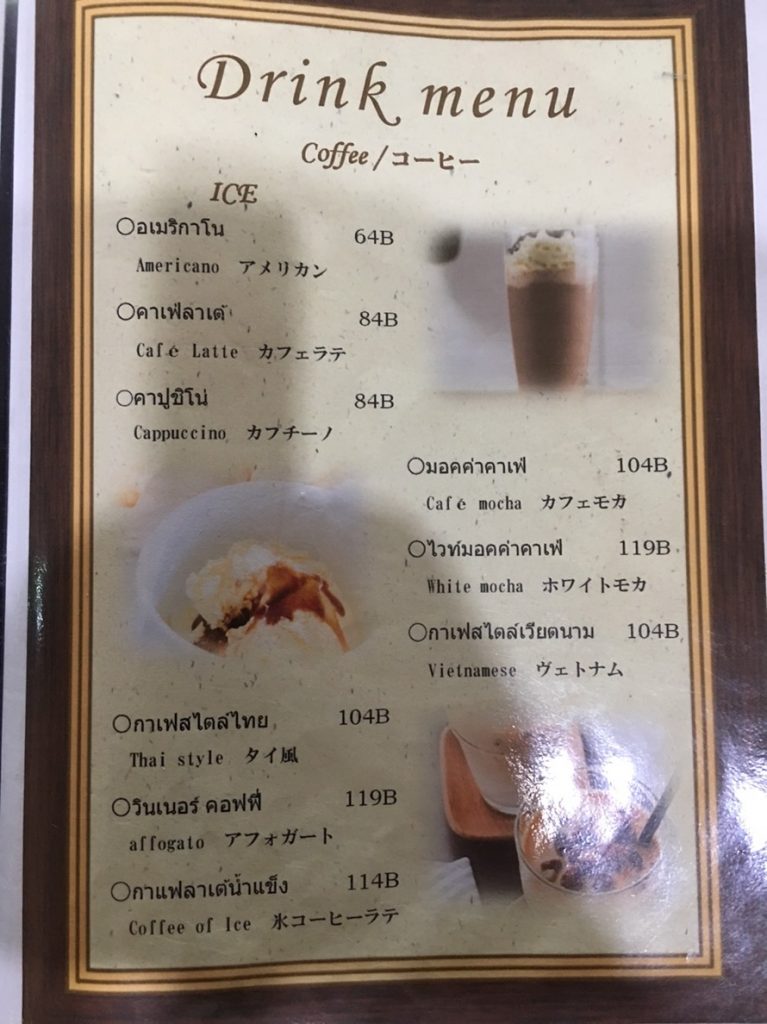 Drink menu
Coffee/コーヒー
ICE
○อเมริกาโน 64B
Americano アメリカン
○คาเฟ่ลาเต้ 84B
Café Latte カフェラテ
○คาปูชิโน่ 84B
Cappuccino カプチーノ
○มอคค่าคาเฟ่ 104B
Café mocha カフェモカ
○ไวท์มอคค่าคาเฟ่ 119B
White mocha ホワイトモカ
○กาเฟสไตล์เวียดนาม 104B
Vietnamese ヴェトナム
○กาเฟสไตล์ไทย 104B
Thai style タイ風
○วินเนอร์ คอฟฟี่ 119B
affogato アフォガート
○กาแฟลาเต้น้ำแข็ง 114B
Coffee of Ice 氷コーヒーラテ